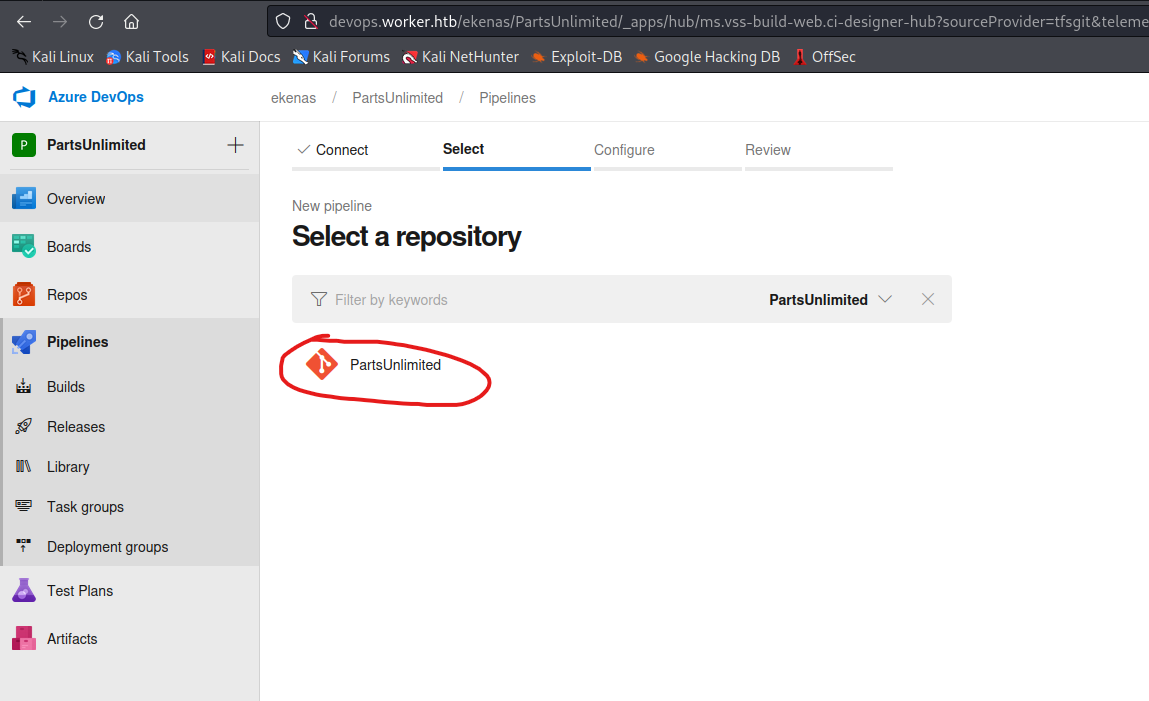 devops.worker.htb/ekenas/PartsUnlimited/_apps/hub/ms.vss-build-web.ci-designer-hub?sourceProvider=tfsgit&teleme
Kali Linux Kali Tools Kali Docs Kali Forums Kali NetHunter Exploit-DB Google Hacking DB OffSec
Azure DevOps
ekenas / PartsUnlimited / Pipelines
P PartsUnlimited
Overview
Boards
Repos
Pipelines
Builds
Releases
Library
Task groups
Deployment groups
Test Plans
Artifacts
Connect Select Configure Review
New pipeline
Select a repository
Filter by keywords PartsUnlimited
PartsUnlimited